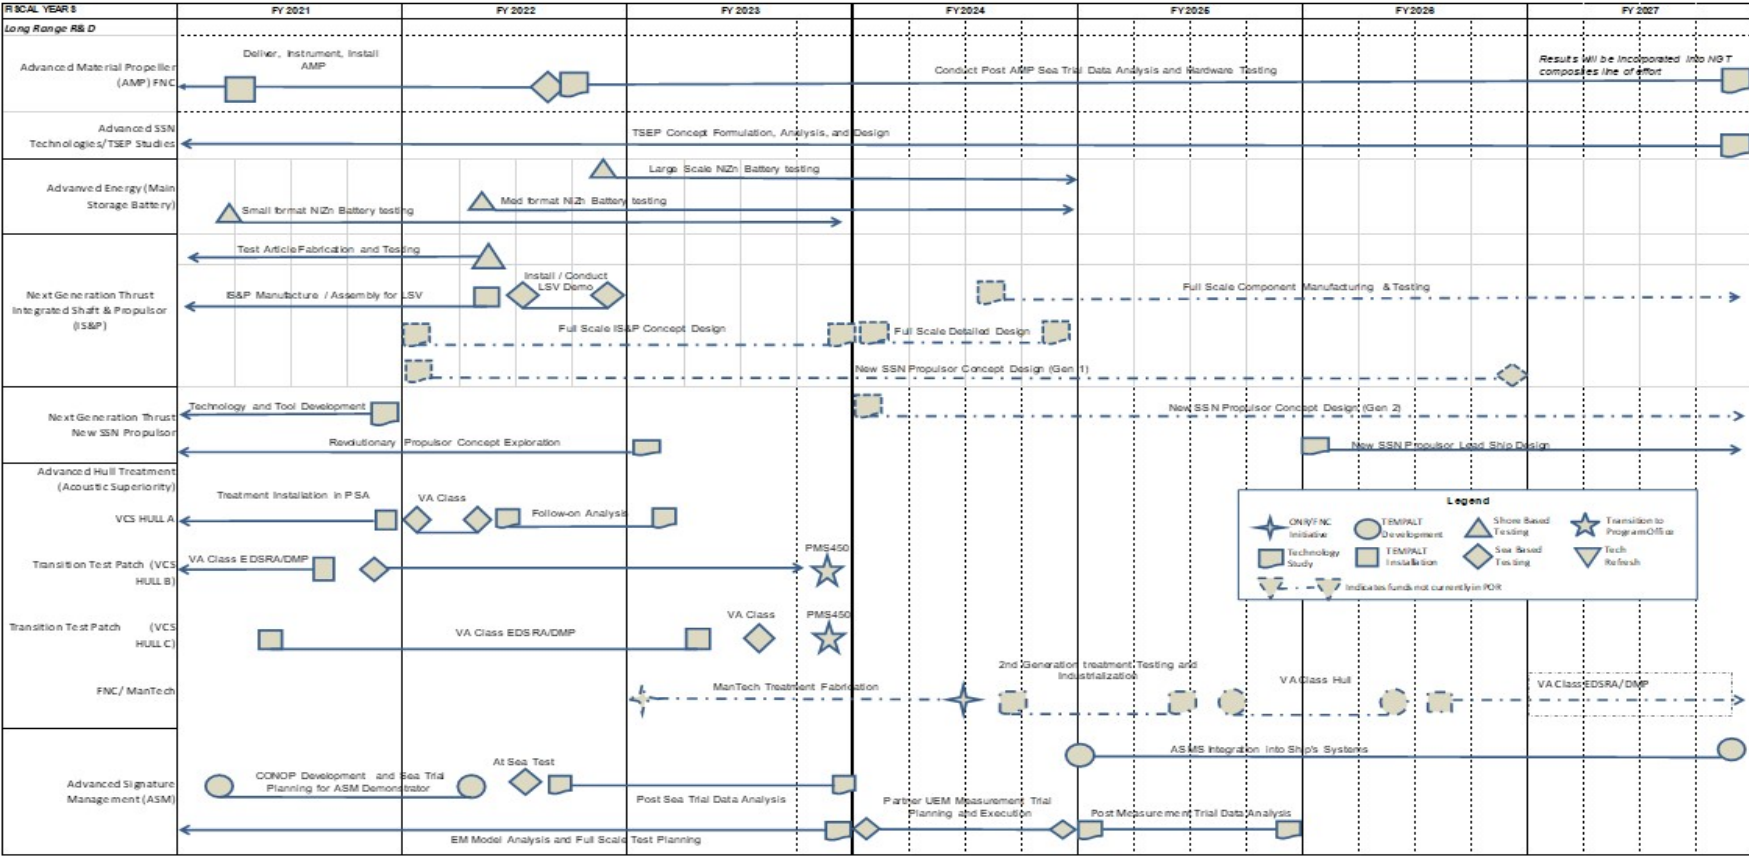 FISCAL YEARS FY 2021 FY 2022 FY 2023 FY 2024 FY 2025 FY 2026 FY 2027
Long Range R&D
Advanced Material Propeller
(AMP) FNC
Deliver, Instrument, Install
AMP
Conduct Post AMP Sea Trial Data Analysis and Hardware Testing
Results will be incorporated into NGT
composites line of effort
Advanced SSN
Technologies/TSEP Studies
TSEP Concept Formulation, Analysis, and Design
Advanved Energy (Main
Storage Battery)
Large Scale NiZn Battery testing
Med format NiZn Battery testing
Small format NiZn Battery testing
Next Generation Thrust
Integrated Shaft & Propulsor
(IS&P)
Test Article Fabrication and Testing
Install / Conduct
LSV Demo
IS&P Manufacture / Assembly for LSV
Full Scale Component Manufacturing & Testing
Full Scale IS&P Concept Design
Full Scale Detailed Design
New SSN Propulsor Concept Design (Gen 1)
Next Generation Thrust
New SSN Propulsor
Technology and Tool Development
New SSN Propulsor Concept Design (Gen 2)
Revolutionary Propulsor Concept Exploration
New SSN Propulsor Lead Ship Design
Advanced Hull Treatment
(Acoustic Superiority)
VCS HULL A
Treatment Installation in PSA
VA Class
Follow-on Analysis
Transition Test Patch (VCS
HULL B)
VA Class EDSRA/DMP
PMS450
Transition Test Patch (VCS
HULL C)
VA Class EDSRA/DMP
VA Class
PMS450
FNC/ ManTech
ManTech Treatment Fabrication
2nd Generation treatment Testing and
Industrialization
VA Class Hull
VA Class EDSRA/DMP
Legend
ONR/FNC
Initiative
TEMPALT
Development
Shore Based
Testing
Transition to
Program Office
Technology
Study
TEMPALT
Installation
Sea Based
Testing
Tech
Refresh
Indicates funds not currently in POR
Advanced Signature
Management (ASM)
ASMS Integration into Ship's Systems
CONOP Development and Sea Trial
Planning for ASM Demonstrator
At Sea Test
Post Sea Trial Data Analysis
Partner UEM Measurement Trial
Planning and Execution
Post Measurement Trial Data Analysis
EM Model Analysis and Full Scale Test Planning